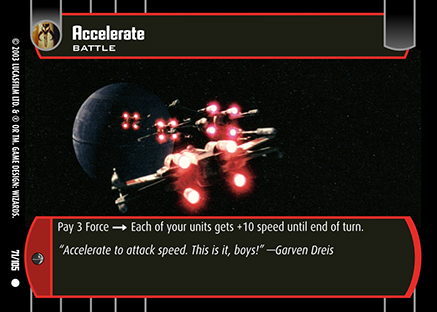 Accelerate
BATTLE
Pay 3 Force → Each of your units gets +10 speed until end of turn.
“Accelerate to attack speed. This is it, boys!” —Garven Dreis
© 2003 LUCASFILM LTD. & ® OR TM. GAME DESIGN: WIZARDS.
71/105